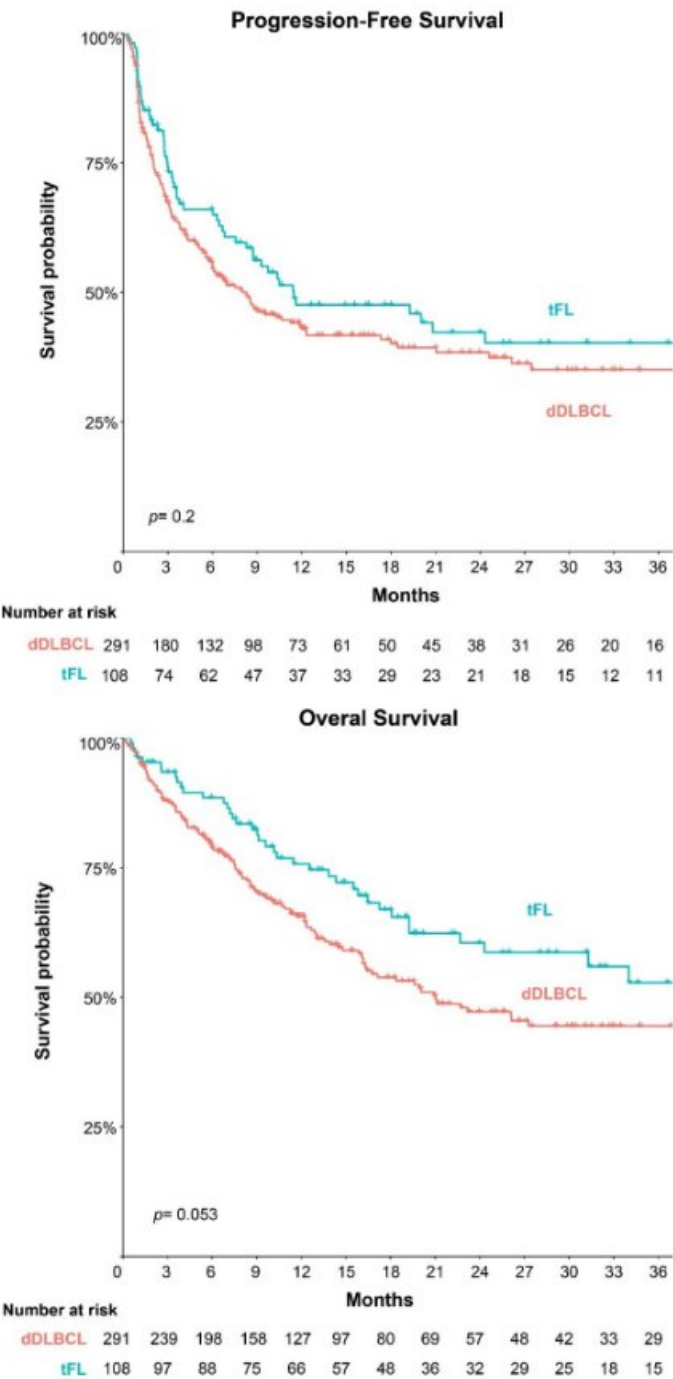 Progression-Free Survival
100%
75%
50%
25%
Survival probability
tFL
dDLBCL
p= 0.2
0 3 6 9 12 15 18 21 24 27 30 33 36
Months
Number at risk
dDLBCL 291 180 132 98 73 61 50 45 38 31 26 20 16
tFL 108 74 62 47 37 33 29 23 21 18 15 12 11
Overal Survival
100%
75%
50%
25%
Survival probability
tFL
dDLBCL
p= 0.053
0 3 6 9 12 15 18 21 24 27 30 33 36
Months
Number at risk
dDLBCL 291 239 198 158 127 97 80 69 57 48 42 33 29
tFL 108 97 88 75 66 57 48 36 32 29 25 18 15